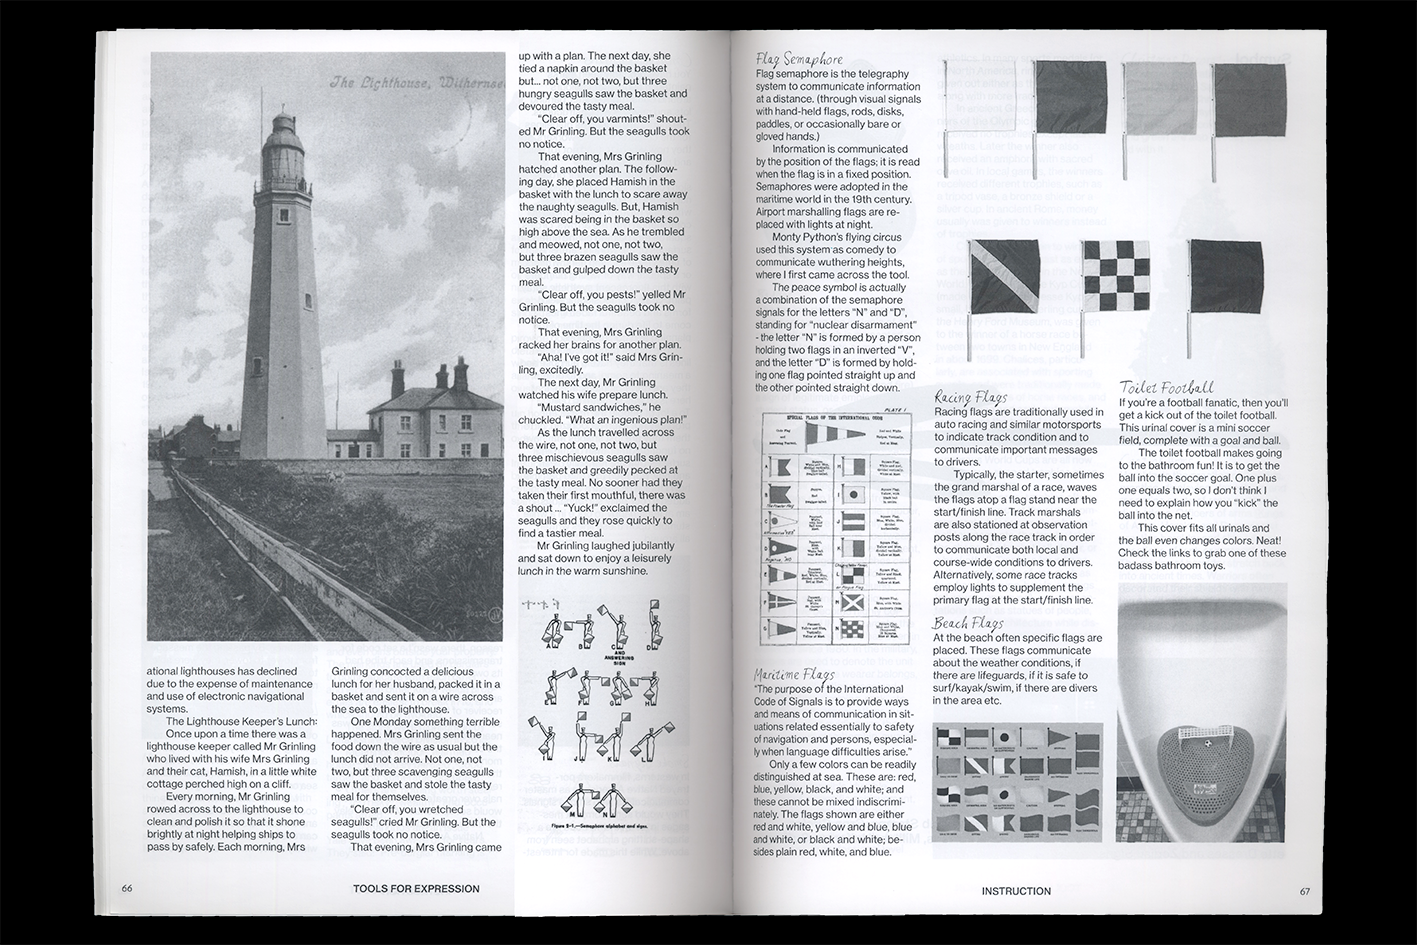 The Lighthouse, Withernse
ational lighthouses has declined
due to the expense of maintenance
and use of electronic navigational
systems.
The Lighthouse Keeper's Lunch:
Once upon a time there was a
lighthouse keeper called Mr Grinling
who lived with his wife Mrs Grinling
and their cat, Hamish, in a little white
cottage perched high on a cliff.
Every morning, Mr Grinling
rowed across to the lighthouse to
clean and polish it so that it shone
brightly at night helping ships to
pass by safely. Each morning, Mrs
Grinling concocted a delicious
lunch for her husband, packed it in a
basket and sent it on a wire across
the sea to the lighthouse.
One Monday something terrible
happened. Mrs Grinling sent the
food down the wire as usual but the
lunch did not arrive. Not one, not
two, but three scavenging seagulls
saw the basket and stole the tasty
meal for themselves.
"Clear off, you wretched
seagulls!" cried Mr Grinling. But the
seagulls took no notice.
That evening, Mrs Grinling came
up with a plan. The next day, she
tied a napkin around the basket
but... not one, not two, but three
hungry seagulls saw the basket and
devoured the tasty meal.
"Clear off, you varmints!" shout-
ed Mr Grinling. But the seagulls took
no notice.
That evening, Mrs Grinling
hatched another plan. The follow-
ing day, she placed Hamish in the
basket with the lunch to scare away
the naughty seagulls. But, Hamish
was scared being in the basket so
high above the sea. As he trembled
and meowed, not one, not two,
but three brazen seagulls saw the
basket and gulped down the tasty
meal.
"Clear off, you pests!" yelled Mr
Grinling. But the seagulls took no
notice.
That evening, Mrs Grinling
racked her brains for another plan.
"Aha! I've got it!" said Mrs Grin-
ling, excitedly.
The next day, Mr Grinling
watched his wife prepare lunch.
"Mustard sandwiches," he
chuckled. "What an ingenious plan!"
As the lunch travelled across
the wire, not one, not two, but
three mischievous seagulls saw
the basket and greedily pecked at
the tasty meal. No sooner had they
taken their first mouthful, there was
a shout ... "Yuck!" exclaimed the
seagulls and they rose quickly to
find a tastier meal.
Mr Grinling laughed jubilantly
and sat down to enjoy a leisurely
lunch in the warm sunshine.
A B C D
AND
ANSWERING
SIGN
E F G H
I J K L
M N
Figure 2-1.—Semaphore alphabet and signs.
66
TOOLS FOR EXPRESSION
Flag Semaphore
Flag semaphore is the telegraphy
system to communicate information
at a distance. (through visual signals
with hand-held flags, rods, disks,
paddles, or occasionally bare or
gloved hands.)
Information is communicated
by the position of the flags; it is read
when the flag is in a fixed position.
Semaphores were adopted in the
maritime world in the 19th century.
Airport marshalling flags are re-
placed with lights at night.
Monty Python's flying circus
used this system as comedy to
communicate wuthering heights,
where I first came across the tool.
The peace symbol is actually
a combination of the semaphore
signals for the letters "N" and "D",
standing for "nuclear disarmament"
- the letter "N" is formed by a person
holding two flags in an inverted "V",
and the letter "D" is formed by hold-
ing one flag pointed straight up and
the other pointed straight down.
PLATE 1
SPECIAL FLAGS OF THE INTERNATIONAL CODE
Maritime Flags
"The purpose of the International
Code of Signals is to provide ways
and means of communication in sit-
uations related essentially to safety
of navigation and persons, especial-
ly when language difficulties arise."
Only a few colors can be readily
distinguished at sea. These are: red,
blue, yellow, black, and white; and
these cannot be mixed indiscrimi-
nately. The flags shown are either
red and white, yellow and blue, blue
and white, or black and white; be-
sides plain red, white, and blue.
Racing Flags
Racing flags are traditionally used in
auto racing and similar motorsports
to indicate track condition and to
communicate important messages
to drivers.
Typically, the starter, sometimes
the grand marshal of a race, waves
the flags atop a flag stand near the
start/finish line. Track marshals
are also stationed at observation
posts along the race track in order
to communicate both local and
course-wide conditions to drivers.
Alternatively, some race tracks
employ lights to supplement the
primary flag at the start/finish line.
Beach Flags
At the beach often specific flags are
placed. These flags communicate
about the weather conditions, if
there are lifeguards, if it is safe to
surf/kayak/swim, if there are divers
in the area etc.
Toilet Football
If you're a football fanatic, then you'll
get a kick out of the toilet football.
This urinal cover is a mini soccer
field, complete with a goal and ball.
The toilet football makes going
to the bathroom fun! It is to get the
ball into the soccer goal. One plus
one equals two, so I don't think I
need to explain how you "kick" the
ball into the net.
This cover fits all urinals and
the ball even changes colors. Neat!
Check the links to grab one of these
badass bathroom toys.
INSTRUCTION
67